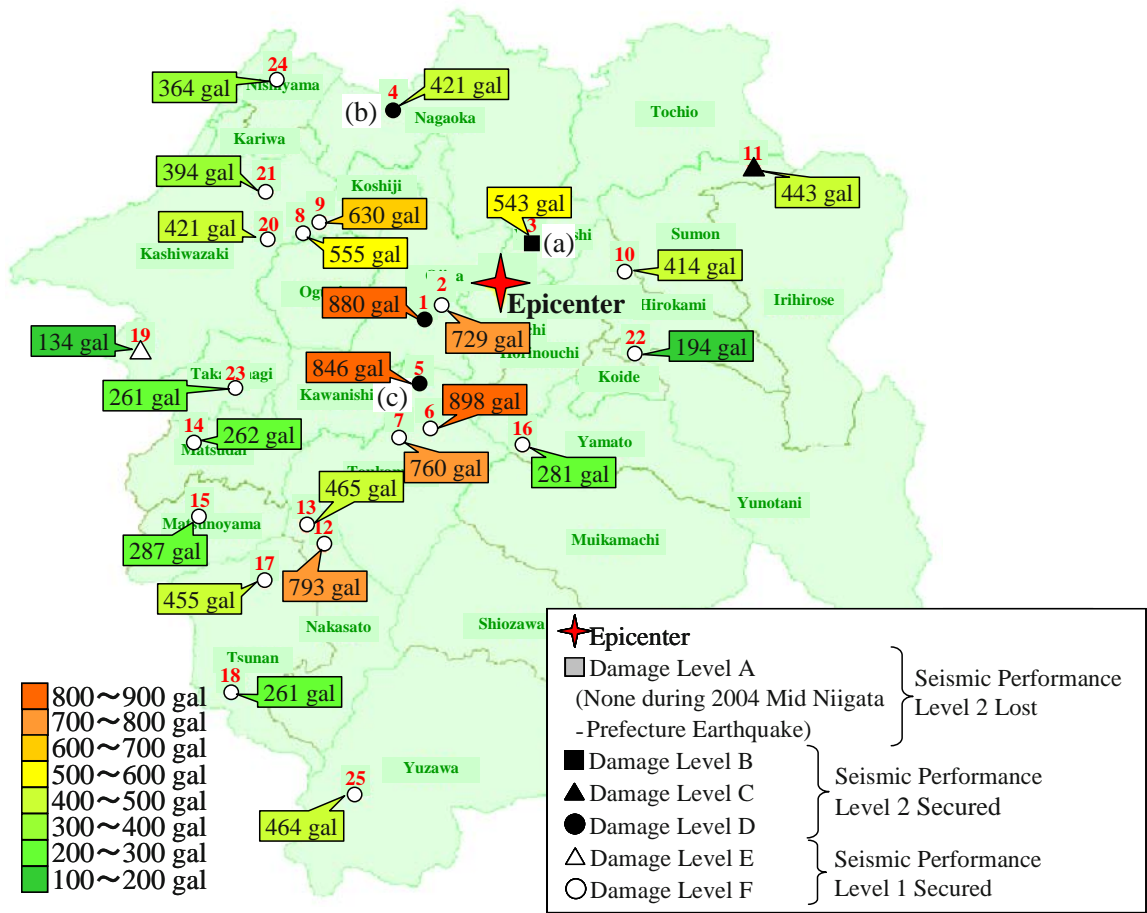 24
364 gal
Nishiyama
4
421 gal
(b)
Nagaoka
Tochio
Kariwa
11
443 gal
394 gal
21
Koshiji
543 gal
9
630 gal
8
555 gal
421 gal
20
Kashiwazaki
3
(a)
Sumon
10
414 gal
Epicenter
2
1
880 gal
729 gal
Hirokami
Irihirose
134 gal
19
Horinouchi
22
194 gal
Koide
846 gal
5
261 gal
23
Kawanishi
(c)
6
898 gal
7
760 gal
14
262 gal
Matsudai
16
281 gal
Yamato
465 gal
Yunotani
15
Matsunoyama
287 gal
13
12
793 gal
Muikamachi
17
455 gal
Nakasato
Shiozawa
Tsunan
18
261 gal
Yuzawa
25
464 gal
800~900 gal
700~800 gal
600~700 gal
500~600 gal
400~500 gal
300~400 gal
200~300 gal
100~200 gal
Epicenter
Damage Level A
(None during 2004 Mid Niigata
-Prefecture Earthquake)
Seismic Performance
Level 2 Lost
Damage Level B
Damage Level C
Damage Level D
Seismic Performance
Level 2 Secured
Damage Level E
Damage Level F
Seismic Performance
Level 1 Secured